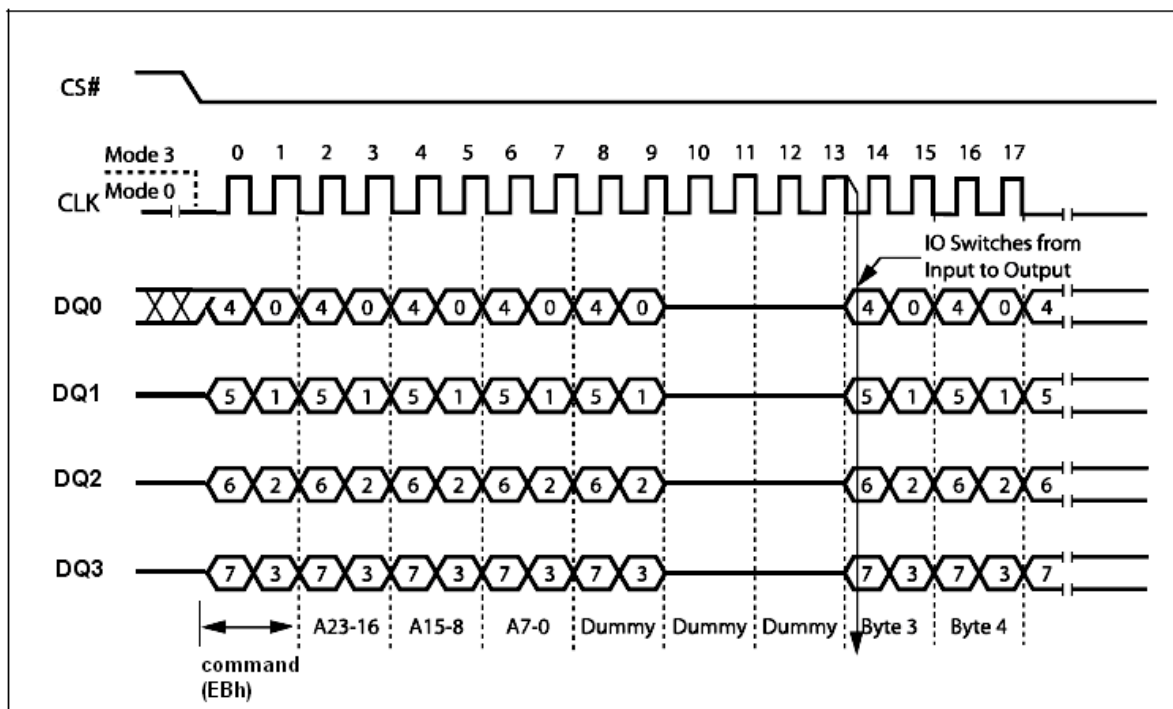 CS#
Mode 3
0 1 2 3 4 5 6 7 8 9 10 11 12 13 14 15 16 17
CLK Mode 0
IO Switches from
Input to Output
DQ0 4 0 4 0 4 0 4 0 4 0 4 0 4 0 4
DQ1 5 1 5 1 5 1 5 1 5 1 5 1 5 1 5
DQ2 6 2 6 2 6 2 6 2 6 2 6 2 6 2 6
DQ3 7 3 7 3 7 3 7 3 7 3 7 3 7 3 7
A23-16 A15-8 A7-0 Dummy Dummy Dummy Byte 3 Byte 4
command
(EBh)